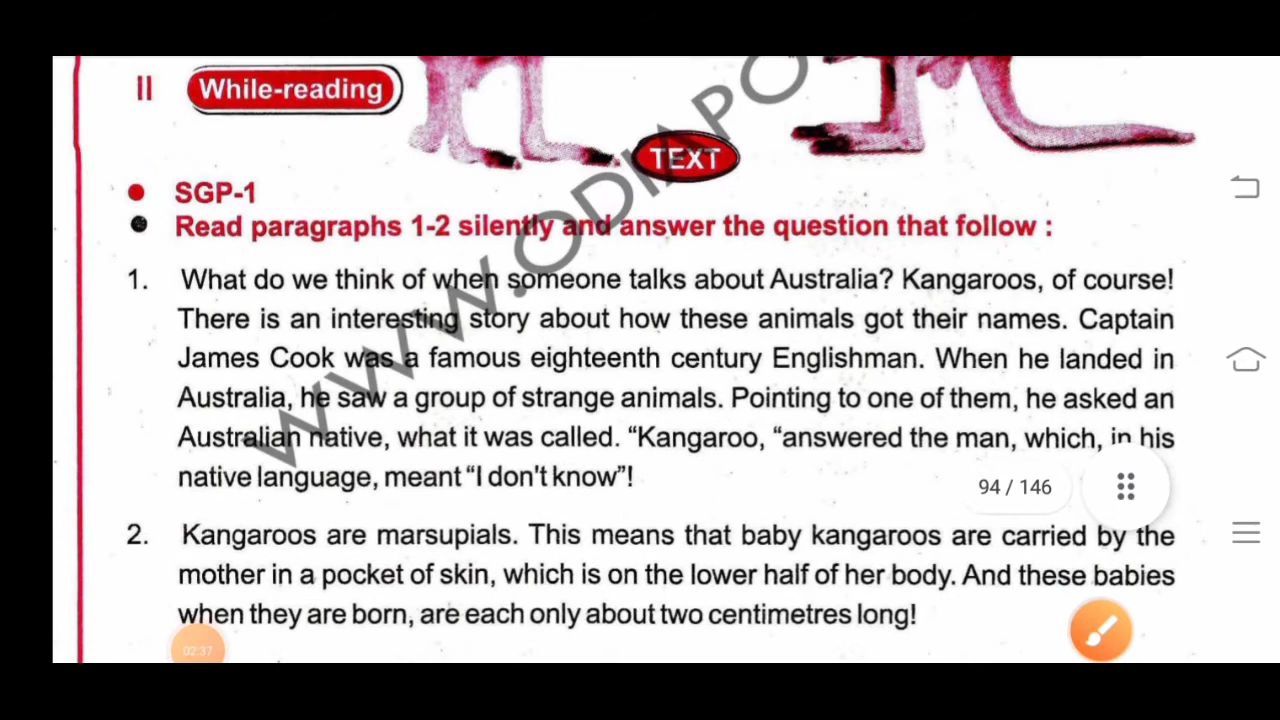 II While-reading
TEXT
SGP-1
Read paragraphs 1-2 silently and answer the question that follow :
1. What do we think of when someone talks about Australia? Kangaroos, of course!
There is an interesting story about how these animals got their names. Captain
James Cook was a famous eighteenth century Englishman. When he landed in
Australia, he saw a group of strange animals. Pointing to one of them, he asked an
Australian native, what it was called. “Kangaroo, “answered the man, which, in his
native language, meant “I don't know”!
94 / 146
2. Kangaroos are marsupials. This means that baby kangaroos are carried by the
mother in a pocket of skin, which is on the lower half of her body. And these babies
when they are born, are each only about two centimetres long!
02:37